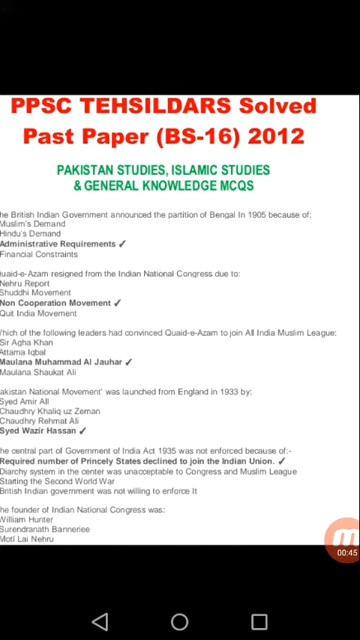 PPSC TEHSILDARS Solved
Past Paper (BS-16) 2012
PAKISTAN STUDIES, ISLAMIC STUDIES
& GENERAL KNOWLEDGE MCQS
he British Indian Government announced the partition of Bengal In 1905 because of:
Muslim's Demand
Hindu's Demand
Administrative Requirements ✓
Financial Constraints
uaid-e-Azam resigned from the Indian National Congress due to:
Nehru Report
Shuddhi Movement
Non Cooperation Movement ✓
Quit India Movement
hich of the following leaders had convinced Quaid-e-Azam to join All India Muslim League:
Sir Agha Khan
Attama Iqbal
Maulana Muhammad Al Jauhar ✓
Maulana Shaukat Ali
akistan National Movement' was launched from England in 1933 by:
Syed Amir All
Chaudhry Khaliq uz Zeman
Chaudhry Rehmat Ali
Syed Wazir Hassan ✓
he central part of Government of India Act 1935 was not enforced because of:-
Required number of Princely States declined to join the Indian Union. ✓
Diarchy system in the center was unacceptable to Congress and Muslim League
Starting the Second World War
British Indian government was not willing to enforce It
he founder of Indian National Congress was:
William Hunter
Surendranath Bannerjee
Motl Lai Nehru
00:45